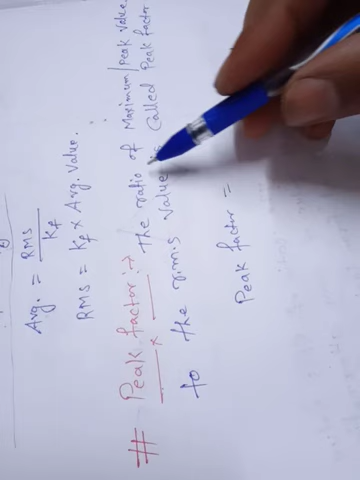 Avg. = RMS / Kf
RMS = Kf × Avg. Value.
# Peak factor :→ the ratio of Maximum/Peak Value
to the r.m.s Value is Called Peak factor
Peak factor =